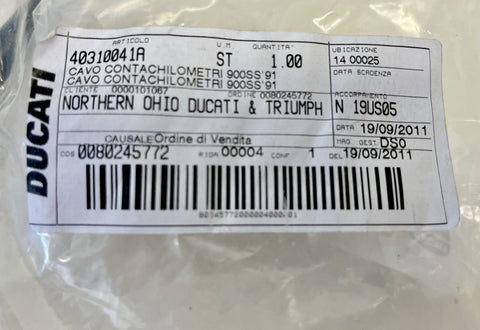 DUCATI
ARTICOLO U.M. QUANTITA' UBICAZIONE
40310041A ST 1.00 14 00025
CAVO CONTACHILOMETRI 900SS'91 DATA SCADENZA
CAVO CONTACHILOMETRI 900SS'91
CLIENTE 0000101067 ORDINE 0080245772 ACCORPAMENTO
NORTHERN OHIO DUCATI & TRIUMPH N 19US05
DATA 19/09/2011
CAUSALE Ordine di Vendita MAG. GEST. DS0
ODS 0080245772 RIGA 00004 CONF. 1 DEL 19/09/2011